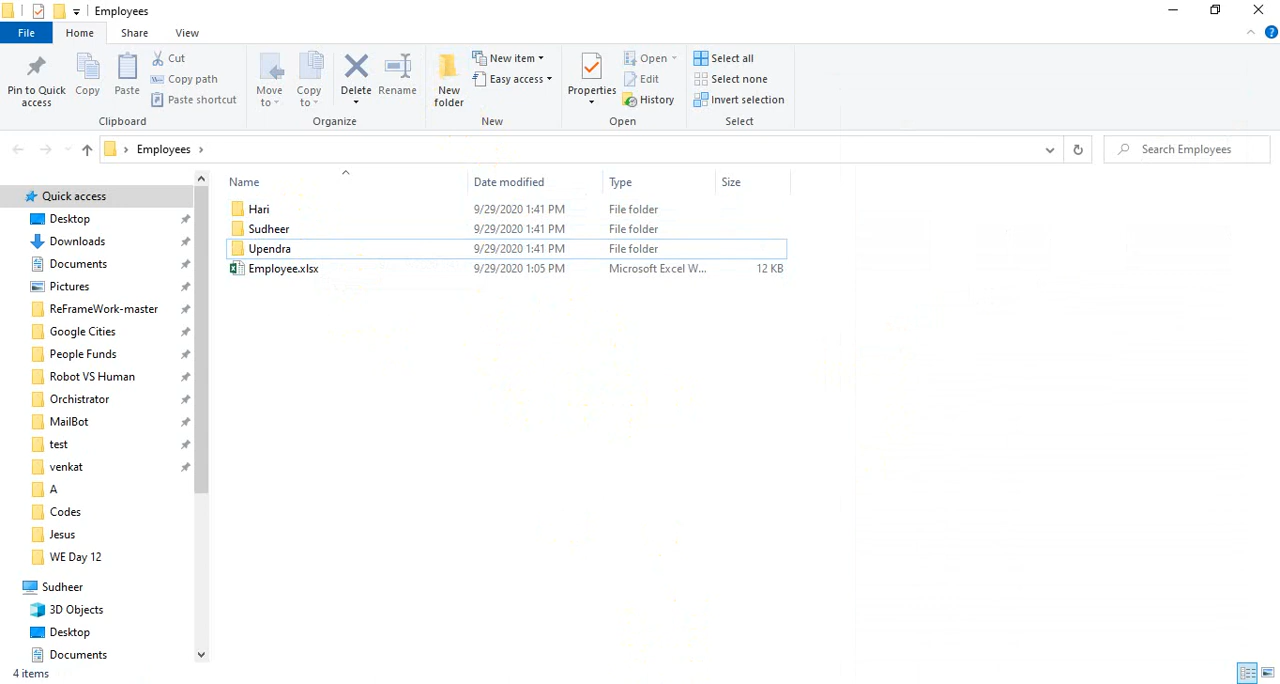 Employees
File Home Share View
Pin to Quick access
Copy
Paste
Cut
Copy path
Paste shortcut
Clipboard
Move to
Copy to
Delete
Rename
Organize
New folder
New item
Easy access
New
Properties
Open
Edit
History
Open
Select all
Select none
Invert selection
Select
Employees
Search Employees
Quick access
Desktop
Downloads
Documents
Pictures
ReFrameWork-master
Google Cities
People Funds
Robot VS Human
Orchistrator
MailBot
test
venkat
A
Codes
Jesus
WE Day 12
Sudheer
3D Objects
Desktop
Documents
Name Date modified Type Size
Hari 9/29/2020 1:41 PM File folder
Sudheer 9/29/2020 1:41 PM File folder
Upendra 9/29/2020 1:41 PM File folder
Employee.xlsx 9/29/2020 1:05 PM Microsoft Excel W... 12 KB
4 items